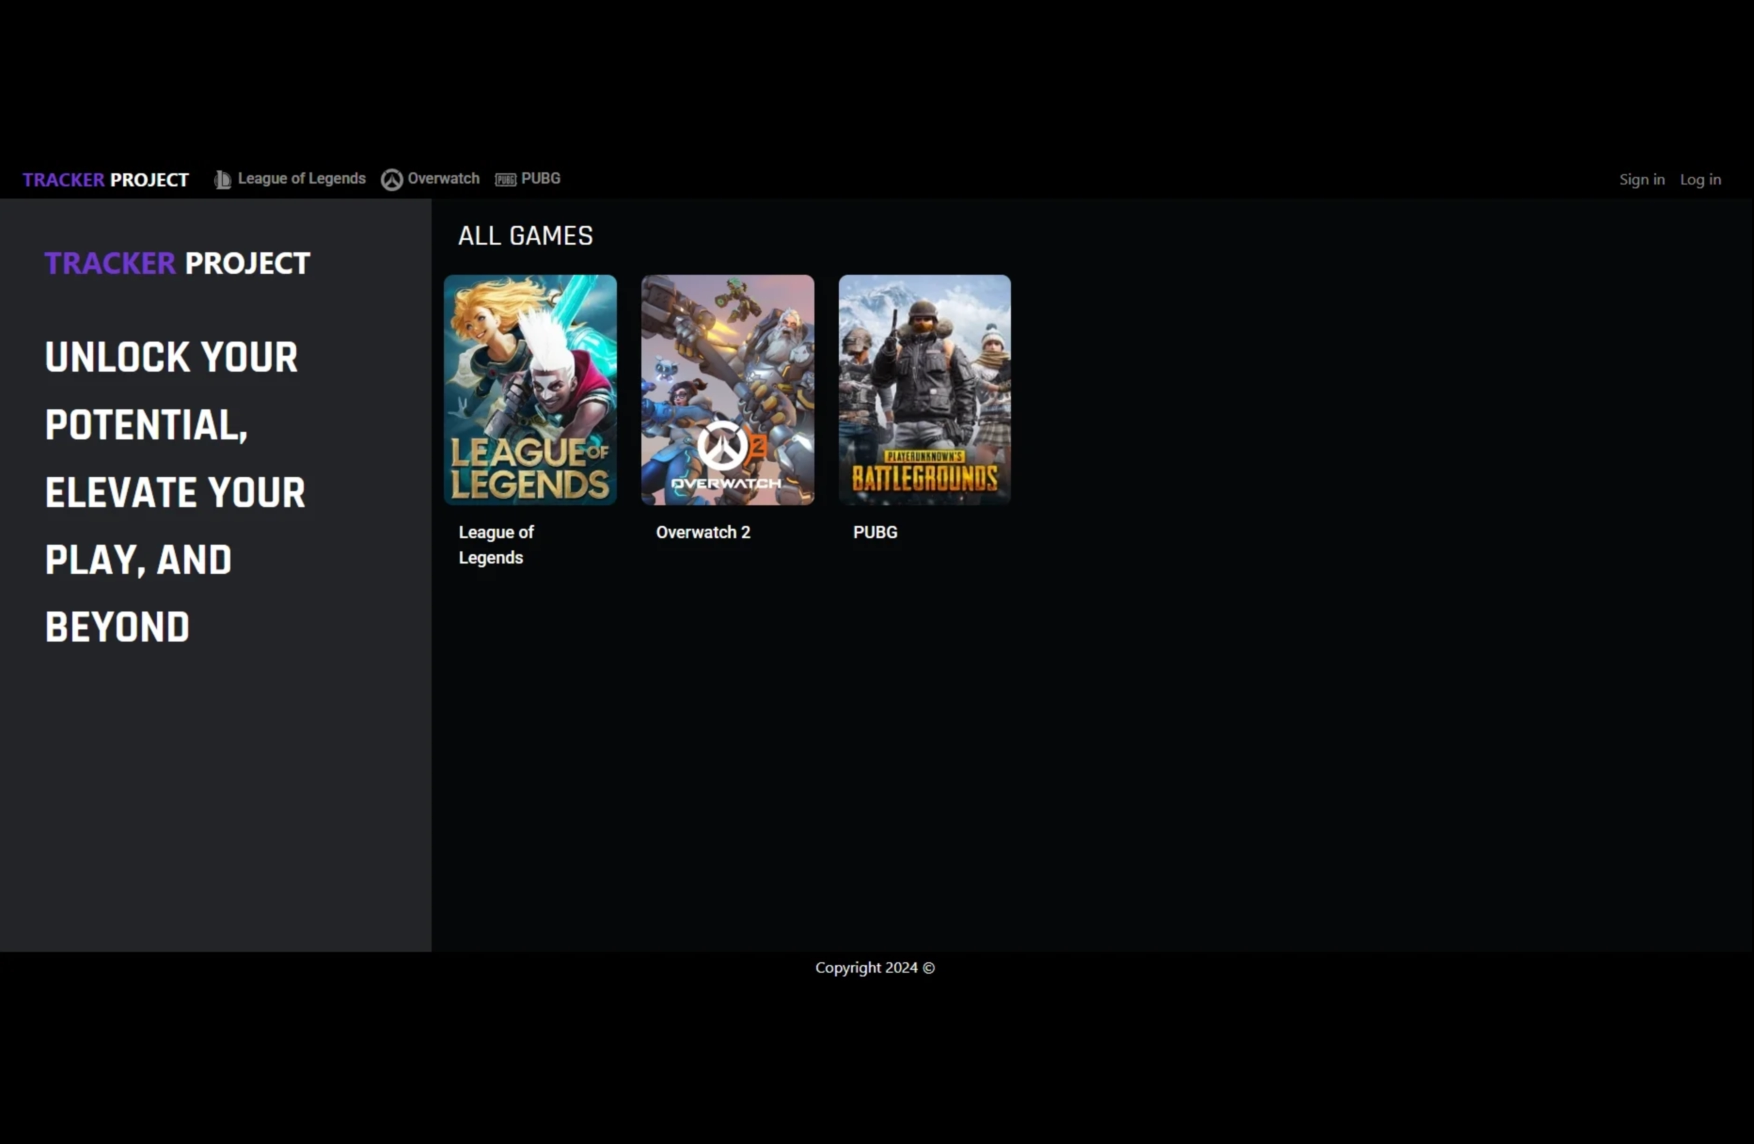 TRACKER PROJECT League of Legends Overwatch PUBG PUBG Sign in Log in
TRACKER PROJECT
UNLOCK YOUR
POTENTIAL,
ELEVATE YOUR
PLAY, AND
BEYOND
ALL GAMES
LEAGUE OF
LEGENDS
2
OVERWATCH
PLAYERUNKNOWN'S
BATTLEGROUNDS
League of
Legends
Overwatch 2
PUBG
Copyright 2024 ©